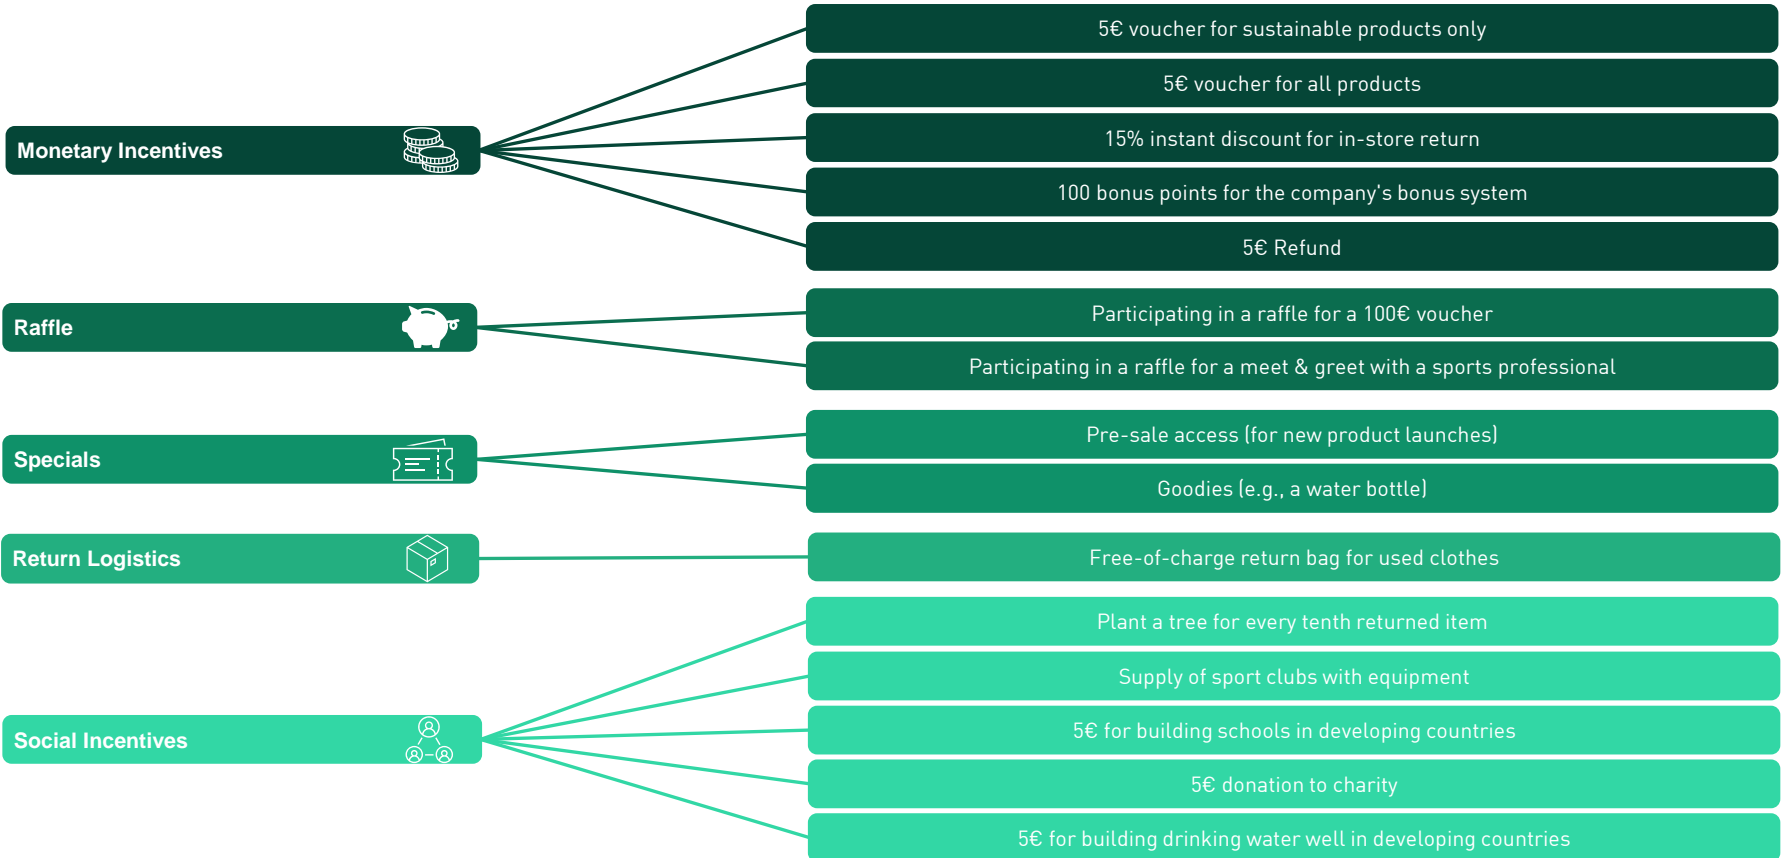 Monetary Incentives
5€ voucher for sustainable products only
5€ voucher for all products
15% instant discount for in-store return
100 bonus points for the company's bonus system
5€ Refund
Raffle
Participating in a raffle for a 100€ voucher
Participating in a raffle for a meet & greet with a sports professional
Specials
Pre-sale access (for new product launches)
Goodies (e.g., a water bottle)
Return Logistics
Free-of-charge return bag for used clothes
Social Incentives
Plant a tree for every tenth returned item
Supply of sport clubs with equipment
5€ for building schools in developing countries
5€ donation to charity
5€ for building drinking water well in developing countries